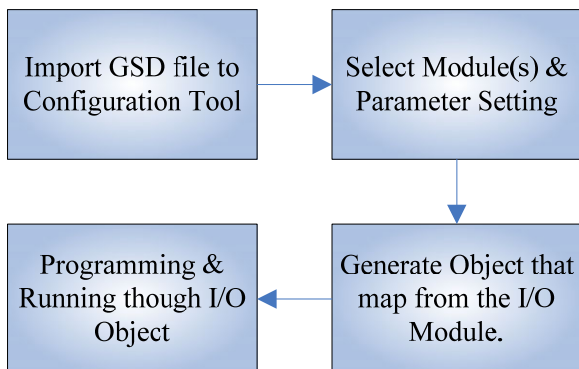 Import GSD file to
Configuration Tool
Select Module(s) &
Parameter Setting
Generate Object that
map from the I/O
Module.
Programming &
Running though I/O
Object